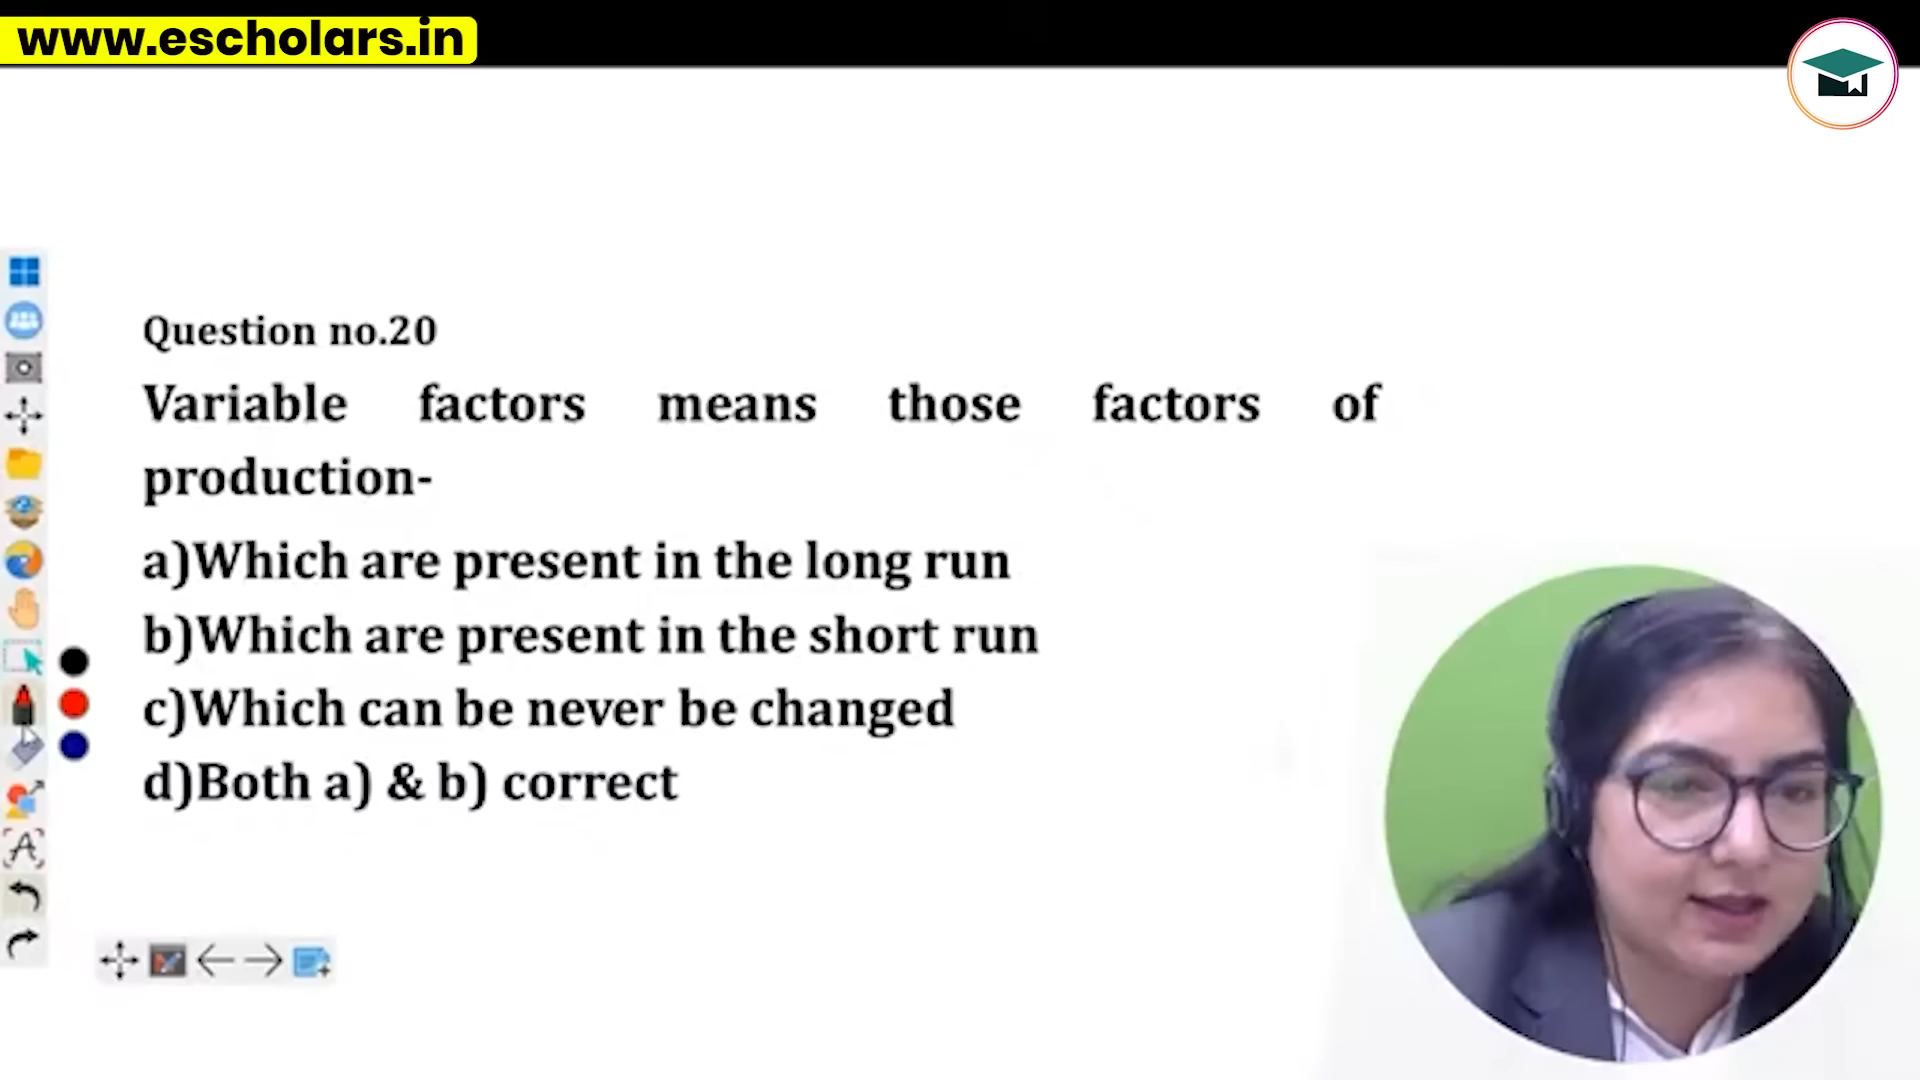 www.escholars.in
Question no.20
Variable factors means those factors of
production-
a)Which are present in the long run
b)Which are present in the short run
c)Which can be never be changed
d)Both a) & b) correct